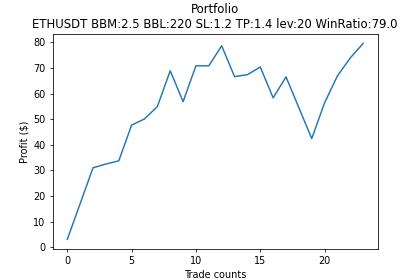 Portfolio
ETHUSDT BBM:2.5 BBL:220 SL:1.2 TP:1.4 lev:20 WinRatio:79.0
80
70
60
50
40
30
20
10
0
Profit ($)
0 5 10 15 20
Trade counts